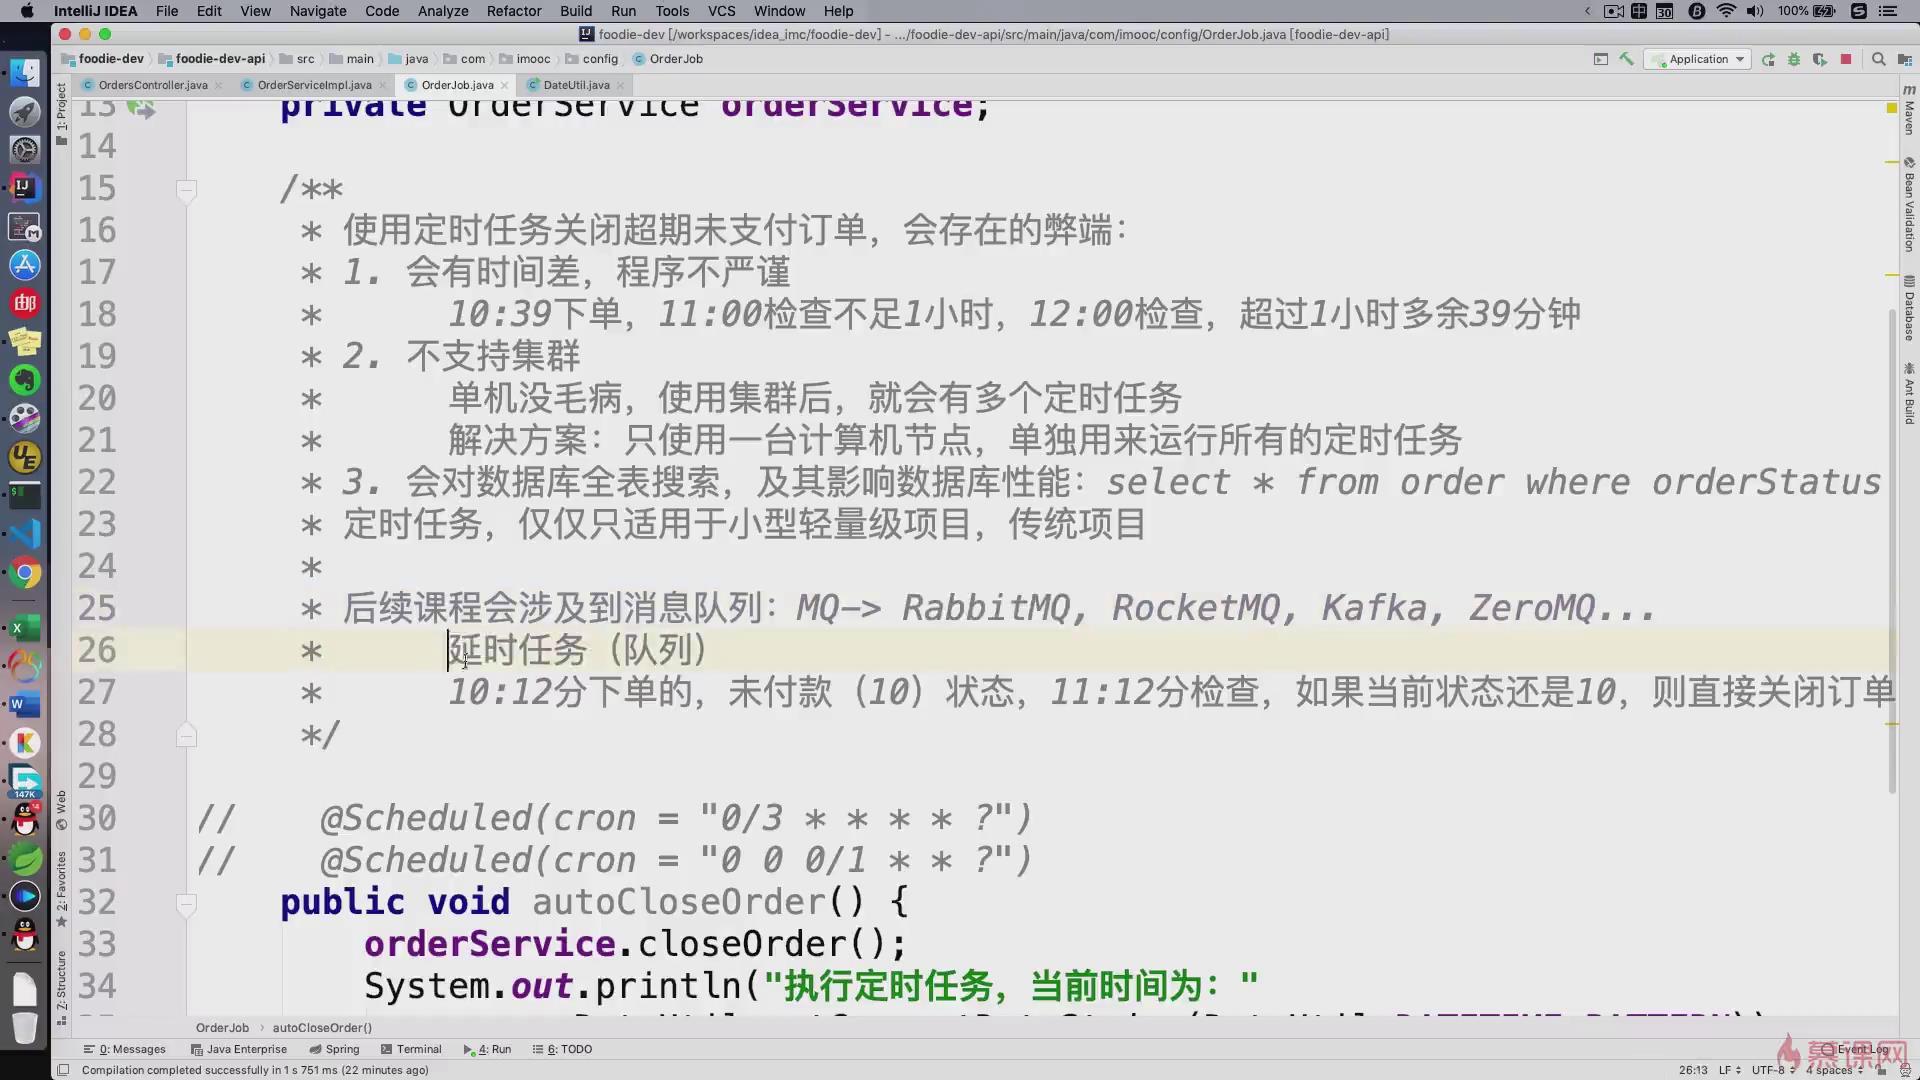 IntelliJ IDEA File Edit View Navigate Code Analyze Refactor Build Run Tools VCS Window Help 100%
foodie-dev [/workspaces/idea_imc/foodie-dev] - .../foodie-dev-api/src/main/java/com/imooc/config/OrderJob.java [foodie-dev-api]
foodie-dev foodie-dev-api src main java com imooc config OrderJob Application
OrdersController.java OrderServiceImpl.java OrderJob.java DateUtil.java
1: Project
Maven
Bean Validation
Database
Ant Build
13 private OrderService orderService;
14
15 /**
16 * 使用定时任务关闭超期未支付订单，会存在的弊端：
17 * 1. 会有时间差，程序不严谨
18 * 10:39下单，11:00检查不足1小时，12:00检查，超过1小时多余39分钟
19 * 2. 不支持集群
20 * 单机没毛病，使用集群后，就会有多个定时任务
21 * 解决方案：只使用一台计算机节点，单独用来运行所有的定时任务
22 * 3. 会对数据库全表搜索，及其影响数据库性能：select * from order where orderStatus
23 * 定时任务，仅仅只适用于小型轻量级项目，传统项目
24 *
25 * 后续课程会涉及到消息队列：MQ-> RabbitMQ, RocketMQ, Kafka, ZeroMQ...
26 * 延时任务（队列）
27 * 10:12分下单的，未付款（10）状态，11:12分检查，如果当前状态还是10，则直接关闭订单
28 */
29
30 // @Scheduled(cron = "0/3 * * * * ?")
31 // @Scheduled(cron = "0 0 0/1 * * ?")
32 public void autoCloseOrder() {
33 orderService.closeOrder();
34 System.out.println("执行定时任务，当前时间为："
Web
2: Favorites
7: Structure
147K
OrderJob › autoCloseOrder()
0: Messages Java Enterprise Spring Terminal 4: Run 6: TODO Event Log
慕课网
Compilation completed successfully in 1 s 751 ms (22 minutes ago) 26:13 LF UTF-8 4 spaces